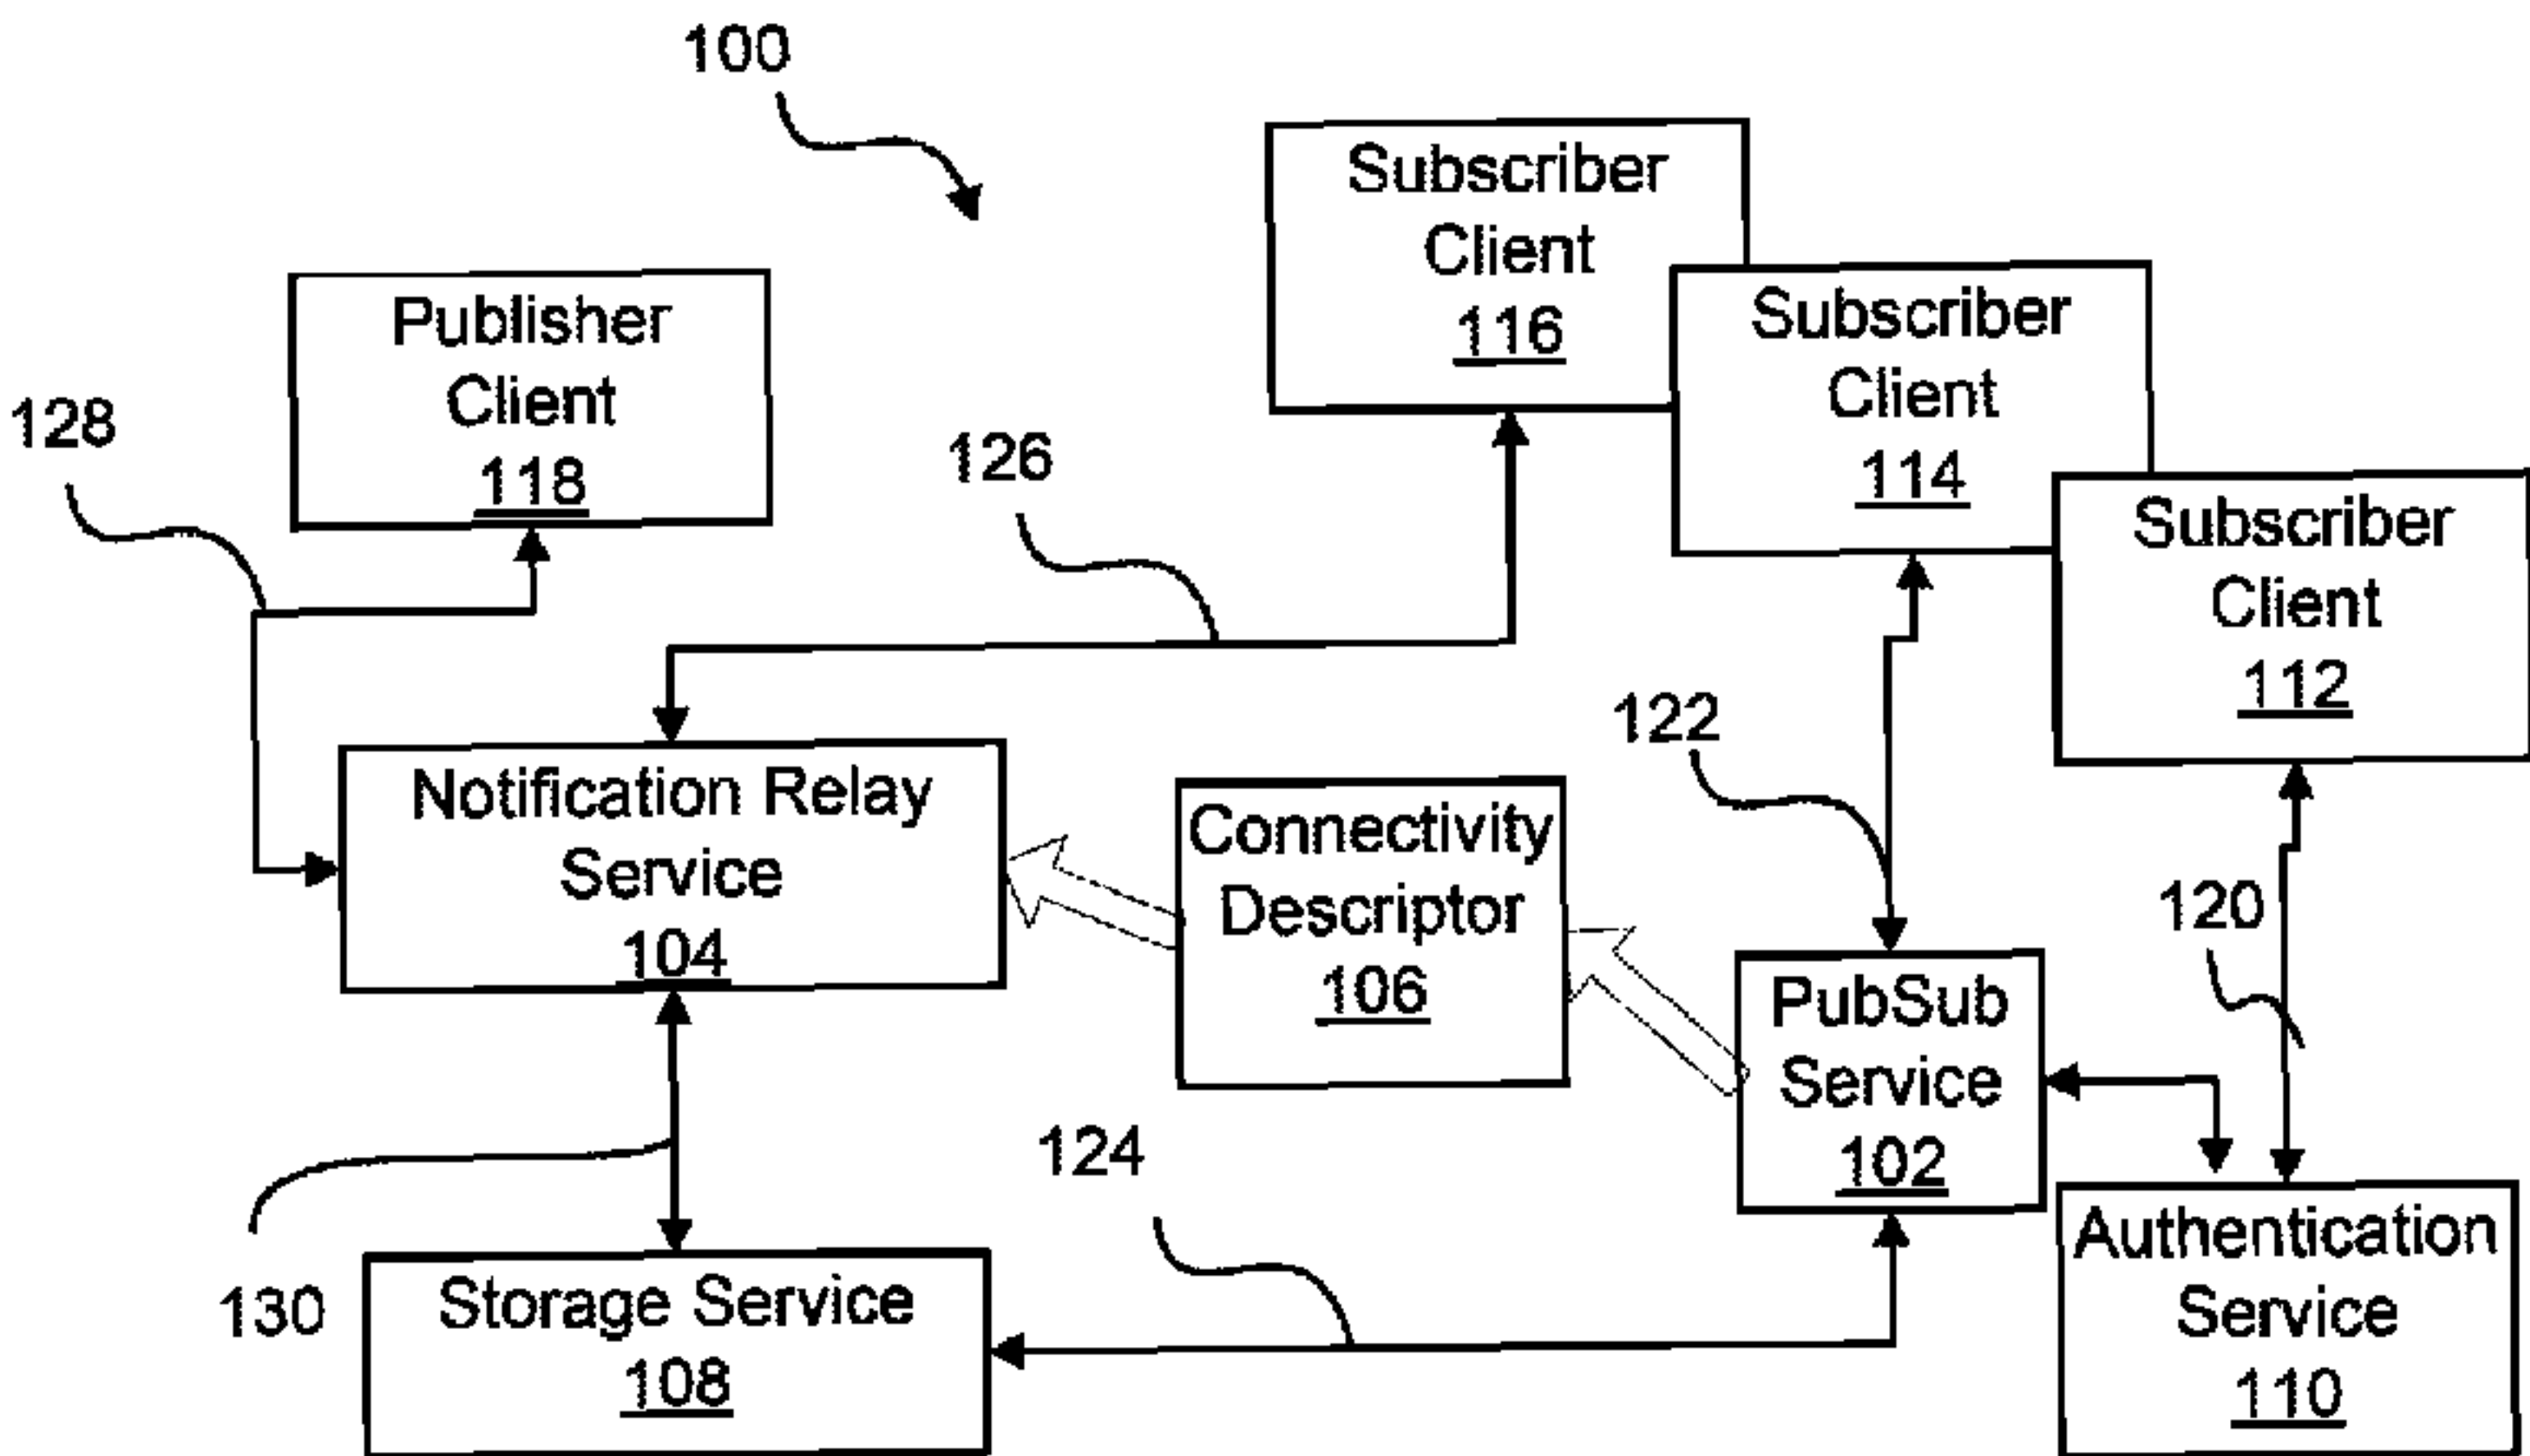 100
Subscriber
Client
116
Publisher
Client
118
Subscriber
Client
114
128
126
Subscriber
Client
112
122
Notification Relay
Service
104
Connectivity
Descriptor
106
120
PubSub
Service
102
124
130
Storage Service
108
Authentication
Service
110